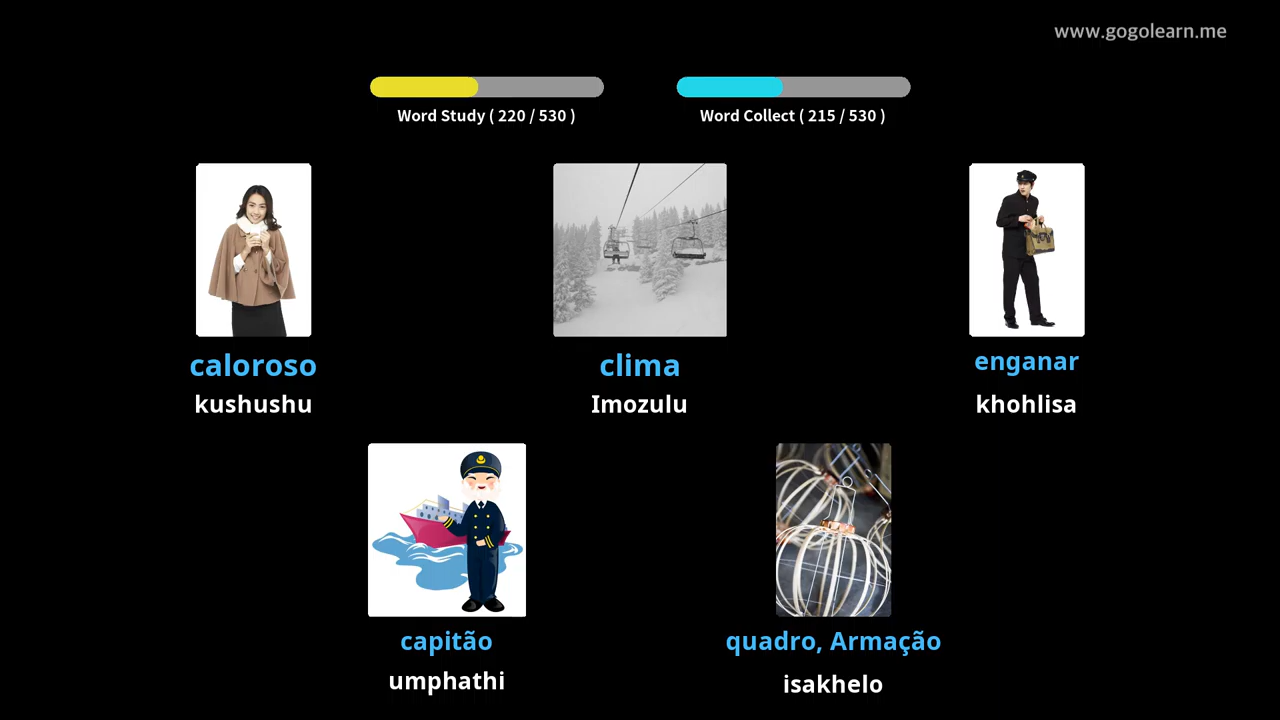 www.gogolearn.me
Word Study ( 220 / 530 )
Word Collect ( 215 / 530 )
caloroso
kushushu
clima
Imozulu
enganar
khohlisa
capitão
umphathi
quadro, Armação
isakhelo